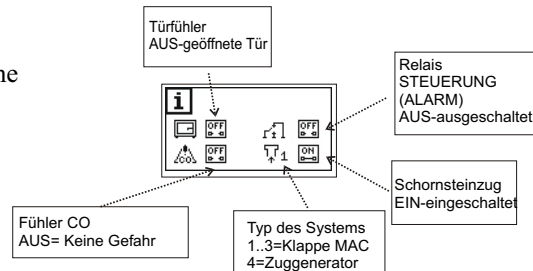 Türfühler
AUS-geöffnete Tür
ne
Relais
STEUERUNG
(ALARM)
AUS-ausgeschaltet
i
OFF
OFF
CO
OFF
1
ON
Schornsteinzug
EIN-eingeschaltet
Fühler CO
AUS= Keine Gefahr
Typ des Systems
1..3=Klappe MAC
4=Zuggenerator